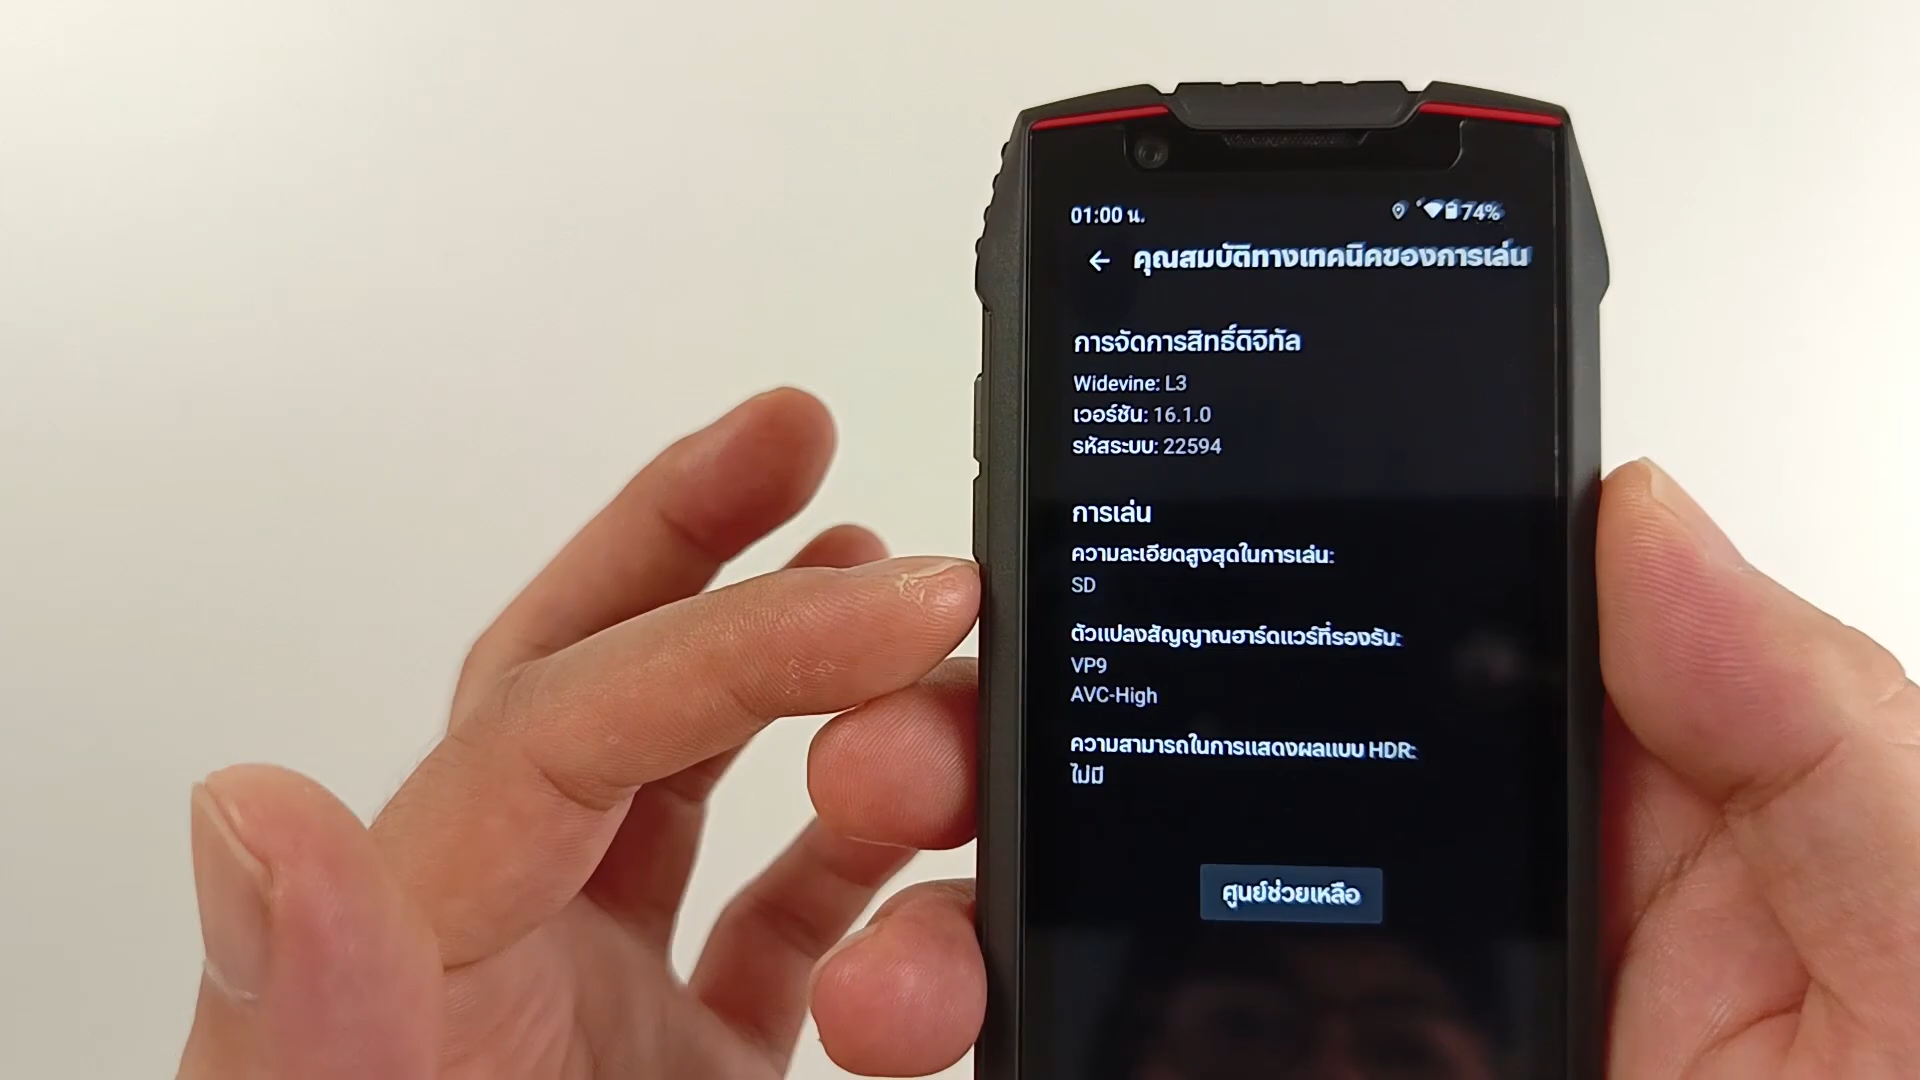 01:00 น.
74%
คุณสมบัติทางเทคนิคของการเล่น
การจัดการสิทธิ์ดิจิทัล
Widevine: L3
เวอร์ชัน: 16.1.0
รหัสระบบ: 22594
การเล่น
ความละเอียดสูงสุดในการเล่น:
SD
ตัวแปลงสัญญาณฮาร์ดแวร์ที่รองรับ:
VP9
AVC-High
ความสามารถในการแสดงผลแบบ HDR:
ไม่มี
ศูนย์ช่วยเหลือ